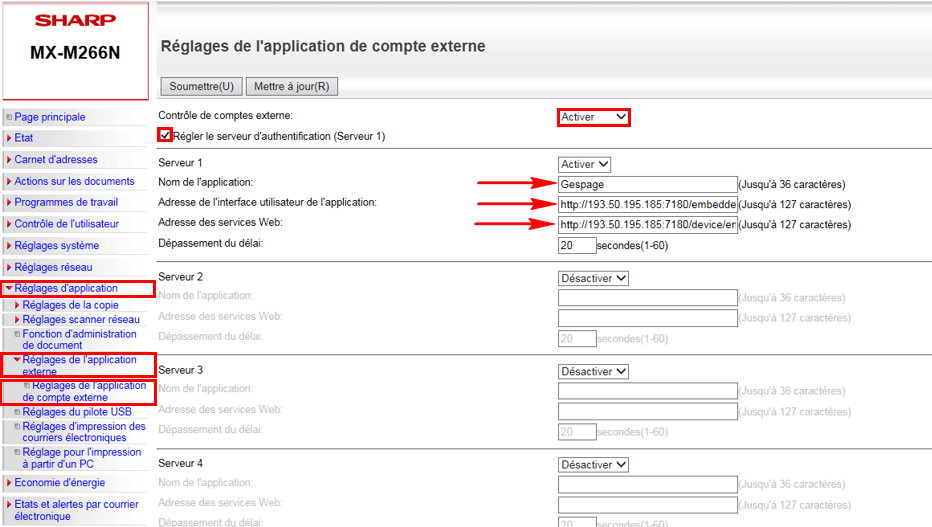 SHARP
MX-M266N
Page principale
Etat
Carnet d'adresses
Actions sur les documents
Programmes de travail
Contrôle de l'utilisateur
Réglages système
Réglages réseau
Réglages d'application
Réglages de la copie
Réglages scanner réseau
Fonction d'administration
de document
Réglages de l'application
externe
Réglages de l'application
de compte externe
Réglages du pilote USB
Réglages d'impression des
courriers électroniques
Réglage pour l'impression
à partir d'un PC
Economie d'énergie
Etats et alertes par courrier
électronique
Réglages de l'application de compte externe
Soumettre(U) Mettre à jour(R)
Contrôle de comptes externe: Activer
Régler le serveur d'authentification (Serveur 1)
Serveur 1 Activer
Nom de l'application: Gespage (Jusqu'à 36 caractères)
Adresse de l'interface utilisateur de l'application: http://193.50.195.185:7180/embedde (Jusqu'à 127 caractères)
Adresse des services Web: http://193.50.195.185:7180/device/en (Jusqu'à 127 caractères)
Dépassement du délai: 20 secondes(1-60)
Serveur 2 Désactiver
Nom de l'application: (Jusqu'à 36 caractères)
Adresse des services Web: (Jusqu'à 127 caractères)
Dépassement du délai: 20 secondes(1-60)
Serveur 3 Désactiver
Nom de l'application: (Jusqu'à 36 caractères)
Adresse des services Web: (Jusqu'à 127 caractères)
Dépassement du délai: 20 secondes(1-60)
Serveur 4 Désactiver
Nom de l'application: (Jusqu'à 36 caractères)
Adresse des services Web: (Jusqu'à 127 caractères)
Dépassement du délai: 20 secondes(1-60)